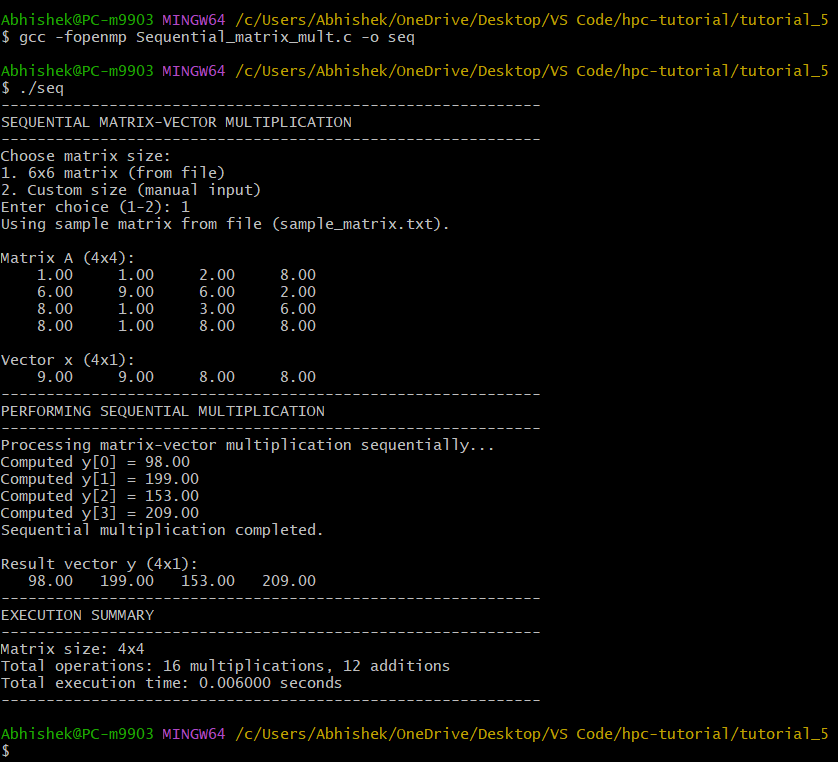 Abhishek@PC-m9903 MINGW64 /c/Users/Abhishek/OneDrive/Desktop/VS Code/hpc-tutorial/tutorial_5
$ gcc -fopenmp Sequential_matrix_mult.c -o seq
Abhishek@PC-m9903 MINGW64 /c/Users/Abhishek/OneDrive/Desktop/VS Code/hpc-tutorial/tutorial_5
$ ./seq
------------------------------------------------------------
SEQUENTIAL MATRIX-VECTOR MULTIPLICATION
------------------------------------------------------------
Choose matrix size:
1. 6x6 matrix (from file)
2. Custom size (manual input)
Enter choice (1-2): 1
Using sample matrix from file (sample_matrix.txt).
Matrix A (4x4):
    1.00     1.00     2.00     8.00
    6.00     9.00     6.00     2.00
    8.00     1.00     3.00     6.00
    8.00     1.00     8.00     8.00
Vector x (4x1):
    9.00     9.00     8.00     8.00
------------------------------------------------------------
PERFORMING SEQUENTIAL MULTIPLICATION
------------------------------------------------------------
Processing matrix-vector multiplication sequentially...
Computed y[0] = 98.00
Computed y[1] = 199.00
Computed y[2] = 153.00
Computed y[3] = 209.00
Sequential multiplication completed.
Result vector y (4x1):
   98.00   199.00   153.00   209.00
------------------------------------------------------------
EXECUTION SUMMARY
------------------------------------------------------------
Matrix size: 4x4
Total operations: 16 multiplications, 12 additions
Total execution time: 0.006000 seconds
------------------------------------------------------------
Abhishek@PC-m9903 MINGW64 /c/Users/Abhishek/OneDrive/Desktop/VS Code/hpc-tutorial/tutorial_5
$